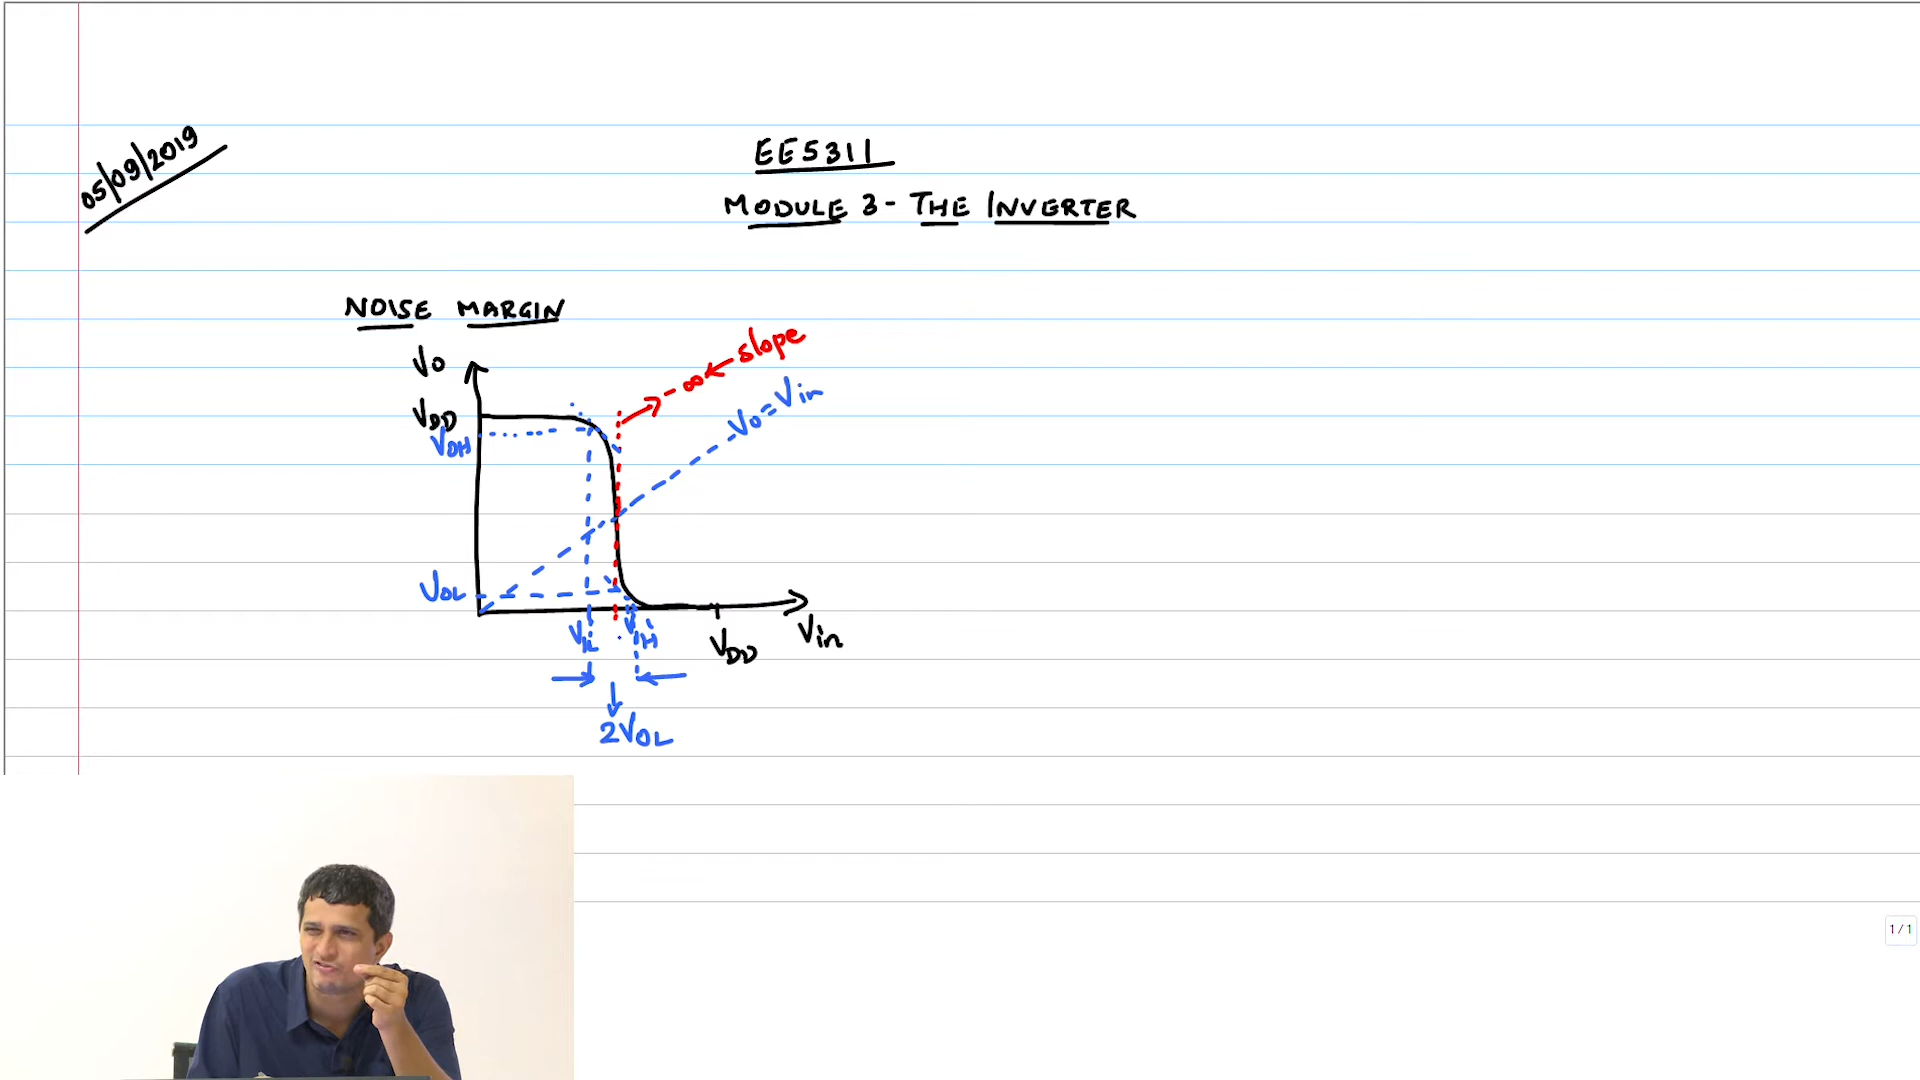 05/09/2019
EE5311
MODULE 3 - THE INVERTER
NOISE MARGIN
VO
VDD
VOH
- ∞ ← slope
VO = Vin
VOL
VIL
VIH
VDD
Vin
2VOL
1 / 1